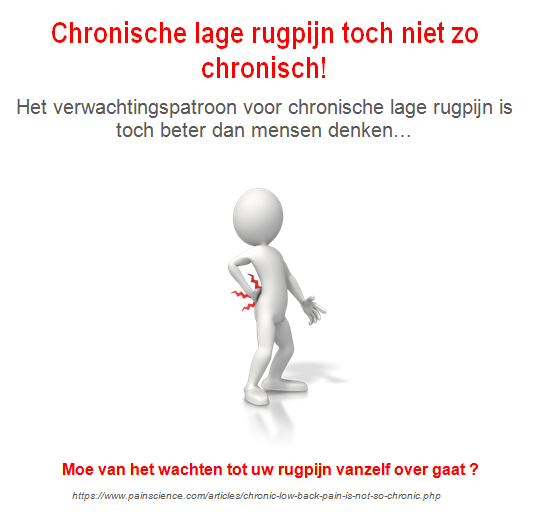 Chronische lage rugpijn toch niet zo
chronisch!
Het verwachtingspatroon voor chronische lage rugpijn is
toch beter dan mensen denken…
Moe van het wachten tot uw rugpijn vanzelf over gaat ?
https://www.painscience.com/articles/chronic-low-back-pain-is-not-so-chronic.php